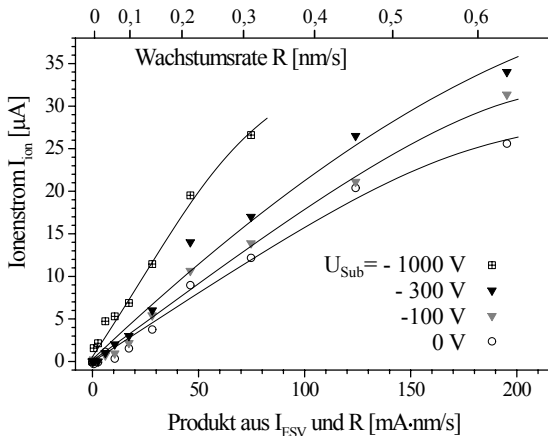 0 0,1 0,2 0,3 0,4 0,5 0,6
Wachstumsrate R [nm/s]
Ionenstrom I_ion [µA]
35
30
25
20
15
10
5
0
U_Sub = - 1000 V
- 300 V
-100 V
0 V
0 50 100 150 200
Produkt aus I_ESV und R [mA·nm/s]